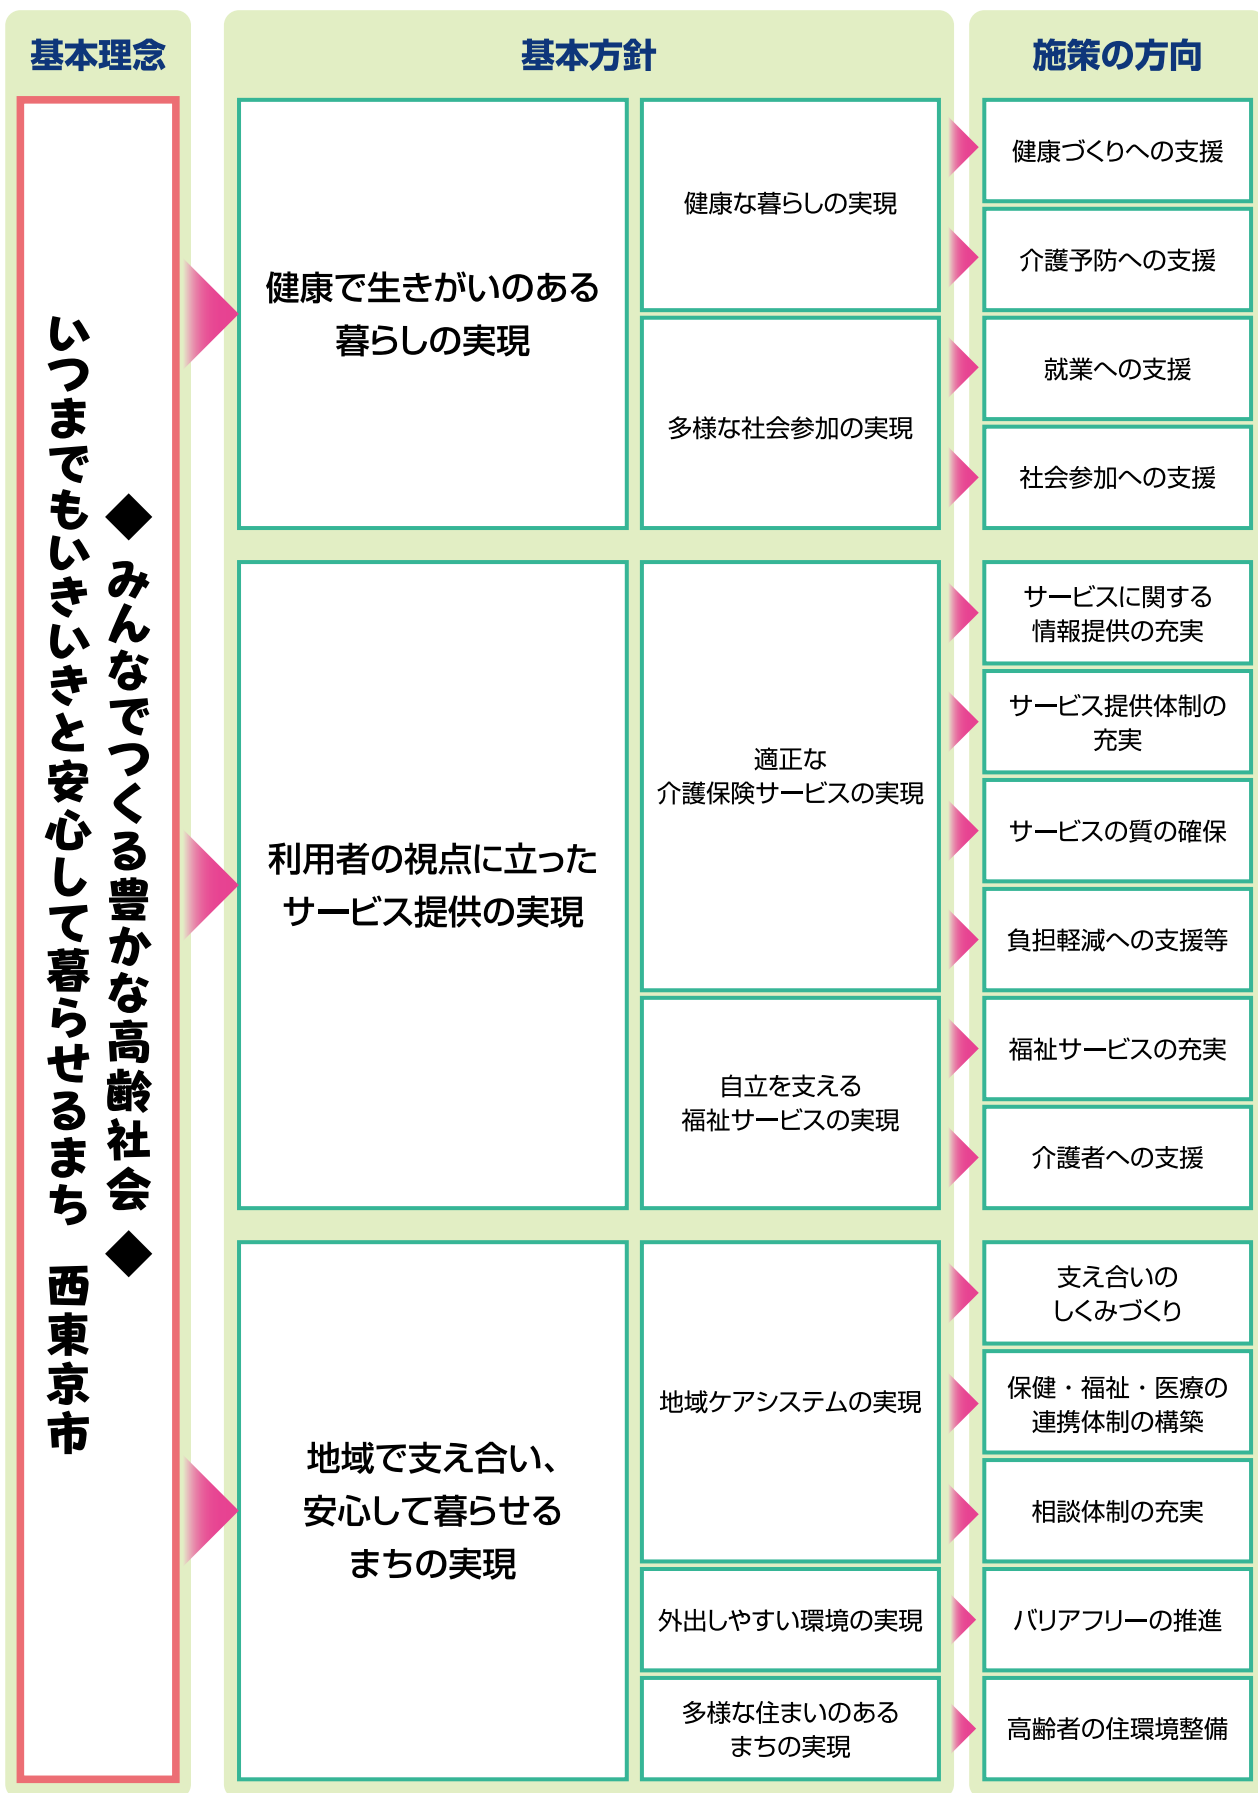 基本理念
◆ みんなでつくる豊かな高齢社会 ◆
いつまでもいきいきと安心して暮らせるまち　西東京市
基本方針
施策の方向
健康で生きがいのある
暮らしの実現
健康な暮らしの実現
健康づくりへの支援
介護予防への支援
多様な社会参加の実現
就業への支援
社会参加への支援
利用者の視点に立った
サービス提供の実現
適正な
介護保険サービスの実現
サービスに関する
情報提供の充実
サービス提供体制の
充実
サービスの質の確保
負担軽減への支援等
自立を支える
福祉サービスの実現
福祉サービスの充実
介護者への支援
地域で支え合い、
安心して暮らせる
まちの実現
地域ケアシステムの実現
支え合いの
しくみづくり
保健・福祉・医療の
連携体制の構築
相談体制の充実
外出しやすい環境の実現
バリアフリーの推進
多様な住まいのある
まちの実現
高齢者の住環境整備